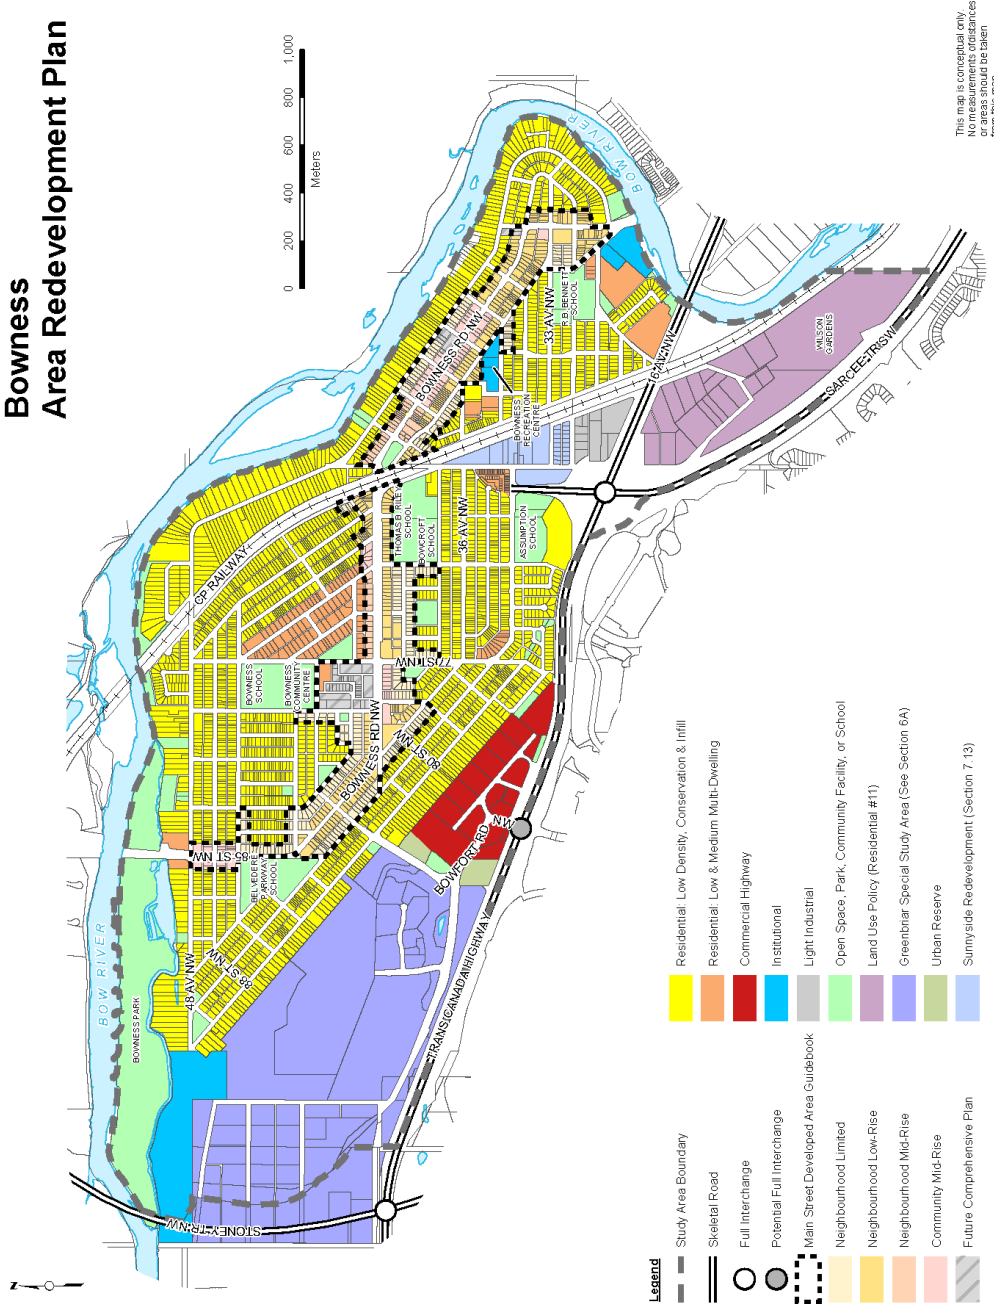 Bowness
Area Redevelopment Plan
0 200 400 600 800 1,000
Meters
This map is conceptual only.
No measurements of distances
or areas should be taken
BOW RIVER
BOW RIVER
BOWNESS PARK
48 AV NW
88 ST NW
85 ST NW
BELVEDERE
PARKWAY
SCHOOL
STONEY TR NW
TRANS CANADA HIGHWAY
BOWFORT RD
NW
80 ST NW
BOWNESS RD NW
77 ST NW
BOWNESS
SCHOOL
BOWNESS
COMMUNITY
CENTRE
CP RAILWAY
THOMAS B. RILEY
SCHOOL
BOWCROFT
SCHOOL
36 AV NW
ASSUMPTION
SCHOOL
BOWNESS RD NW
BOWNESS
RECREATION
CENTRE
33 AV NW
R.B. BENNETT
SCHOOL
16 AV NW
WILSON
GARDENS
SARCEE TR SW
N
Legend
Study Area Boundary
Skeletal Road
Full Interchange
Potential Full Interchange
Main Street Developed Area Guidebook
Neighbourhood Limited
Neighbourhood Low-Rise
Neighbourhood Mid-Rise
Community Mid-Rise
Future Comprehensive Plan
Residential: Low Density, Conservation & Infill
Residential: Low & Medium Multi-Dwelling
Commercial Highway
Institutional
Light Industrial
Open Space, Park, Community Facility, or School
Land Use Policy (Residential #11)
Greenbriar Special Study Area (See Section 6A)
Urban Reserve
Sunnyside Redevelopment (Section 7.13)